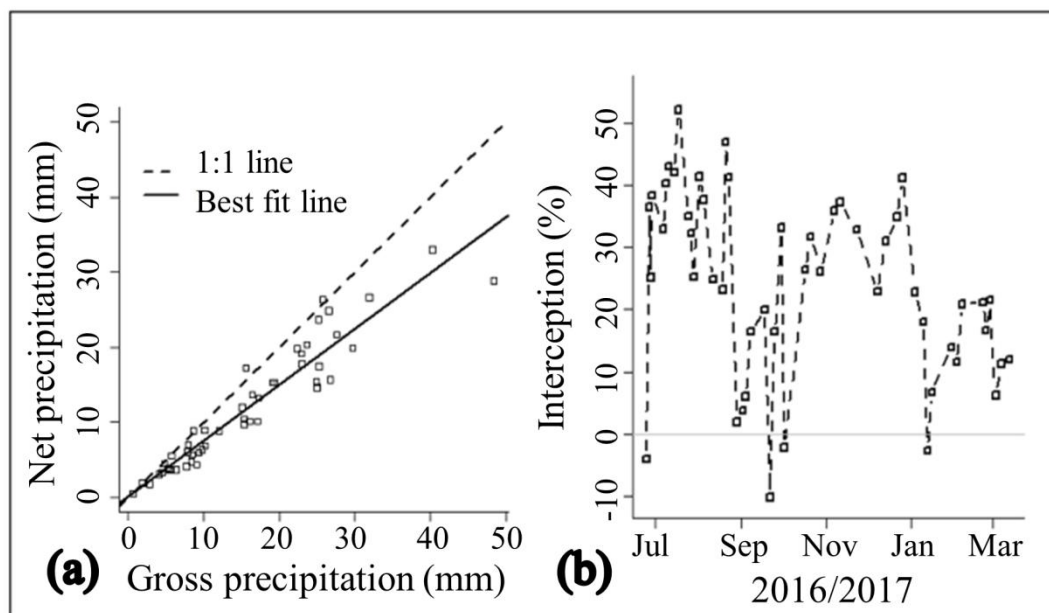 1:1 line
Best fit line
Net precipitation (mm)
50
40
30
20
10
0
0 10 20 30 40 50
Gross precipitation (mm)
(a)
Interception (%)
50
40
30
20
10
0
-10
Jul Sep Nov Jan Mar
2016/2017
(b)